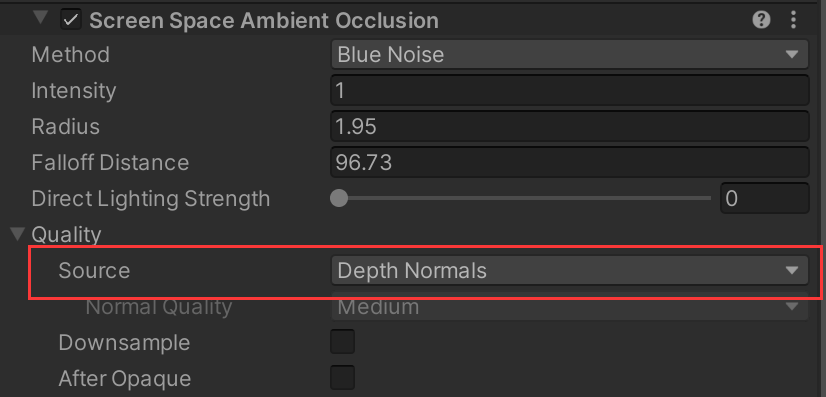 Screen Space Ambient Occlusion
Method Blue Noise
Intensity 1
Radius 1.95
Falloff Distance 96.73
Direct Lighting Strength 0
Quality
Source Depth Normals
Normal Quality Medium
Downsample
After Opaque